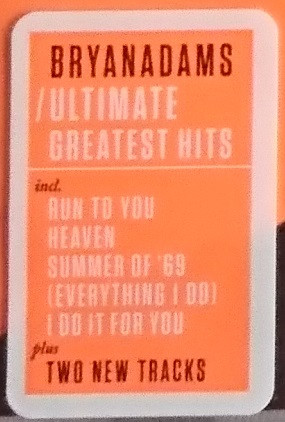 BRYANADAMS
/ULTIMATE
GREATEST HITS
incl.
RUN TO YOU
HEAVEN
SUMMER OF '69
(EVERYTHING I DO)
I DO IT FOR YOU
plus
TWO NEW TRACKS